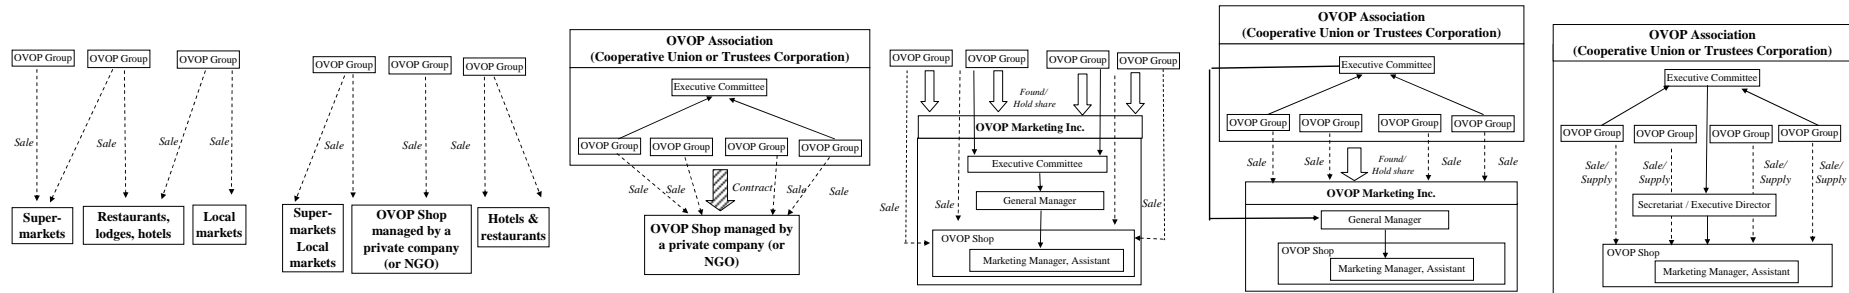 OVOP Group
OVOP Group
OVOP Group
Sale
Sale
Sale
Super-
markets
Restaurants,
lodges, hotels
Local
markets
OVOP Group
OVOP Group
OVOP Group
Sale
Sale
Sale
Super-
markets
Local
markets
OVOP Shop
managed by a
private company
(or NGO)
Hotels &
restaurants
OVOP Association
(Cooperative Union or Trustees Corporation)
Executive Committee
OVOP Group
OVOP Group
OVOP Group
OVOP Group
Sale
Sale
Contract
Sale
Sale
OVOP Shop managed by
a private company (or
NGO)
OVOP Group
OVOP Group
OVOP Group
OVOP Group
Found/
Hold share
OVOP Marketing Inc.
Executive Committee
General Manager
Sale
Sale
Sale
OVOP Shop
Marketing Manager, Assistant
OVOP Association
(Cooperative Union or Trustees Corporation)
Executive Committee
OVOP Group
OVOP Group
OVOP Group
OVOP Group
Sale
Sale
Found/
Hold share
Sale
Sale
OVOP Marketing Inc.
General Manager
OVOP Shop
Marketing Manager, Assistant
OVOP Association
(Cooperative Union or Trustees Corporation)
Executive Committee
OVOP Group
OVOP Group
OVOP Group
OVOP Group
Sale/
Supply
Sale/
Supply
Sale/
Supply
Sale/
Supply
Secretariat / Executive Director
OVOP Shop
Marketing Manager, Assistant